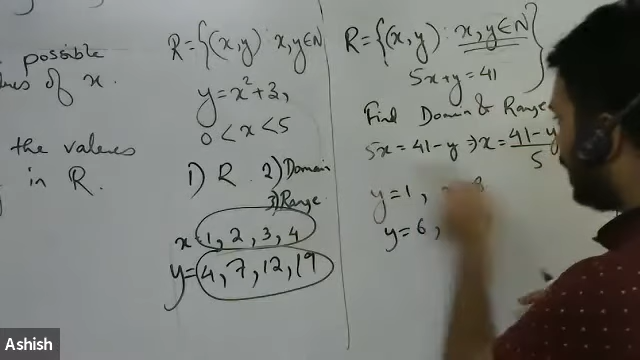 possible
of x.
the values
in R.
R={(x,y): x,y∈N
y=x²+3,
0<x<5
1) R 2) Domain
3) Range
x=1, 2, 3, 4
y=4, 7, 12, 19
R={(x,y): x,y∈N
5x+y=41}
Find Domain & Range
5x=41-y ⇒ x=41-y/5
y=1, 8
y=6,
Ashish